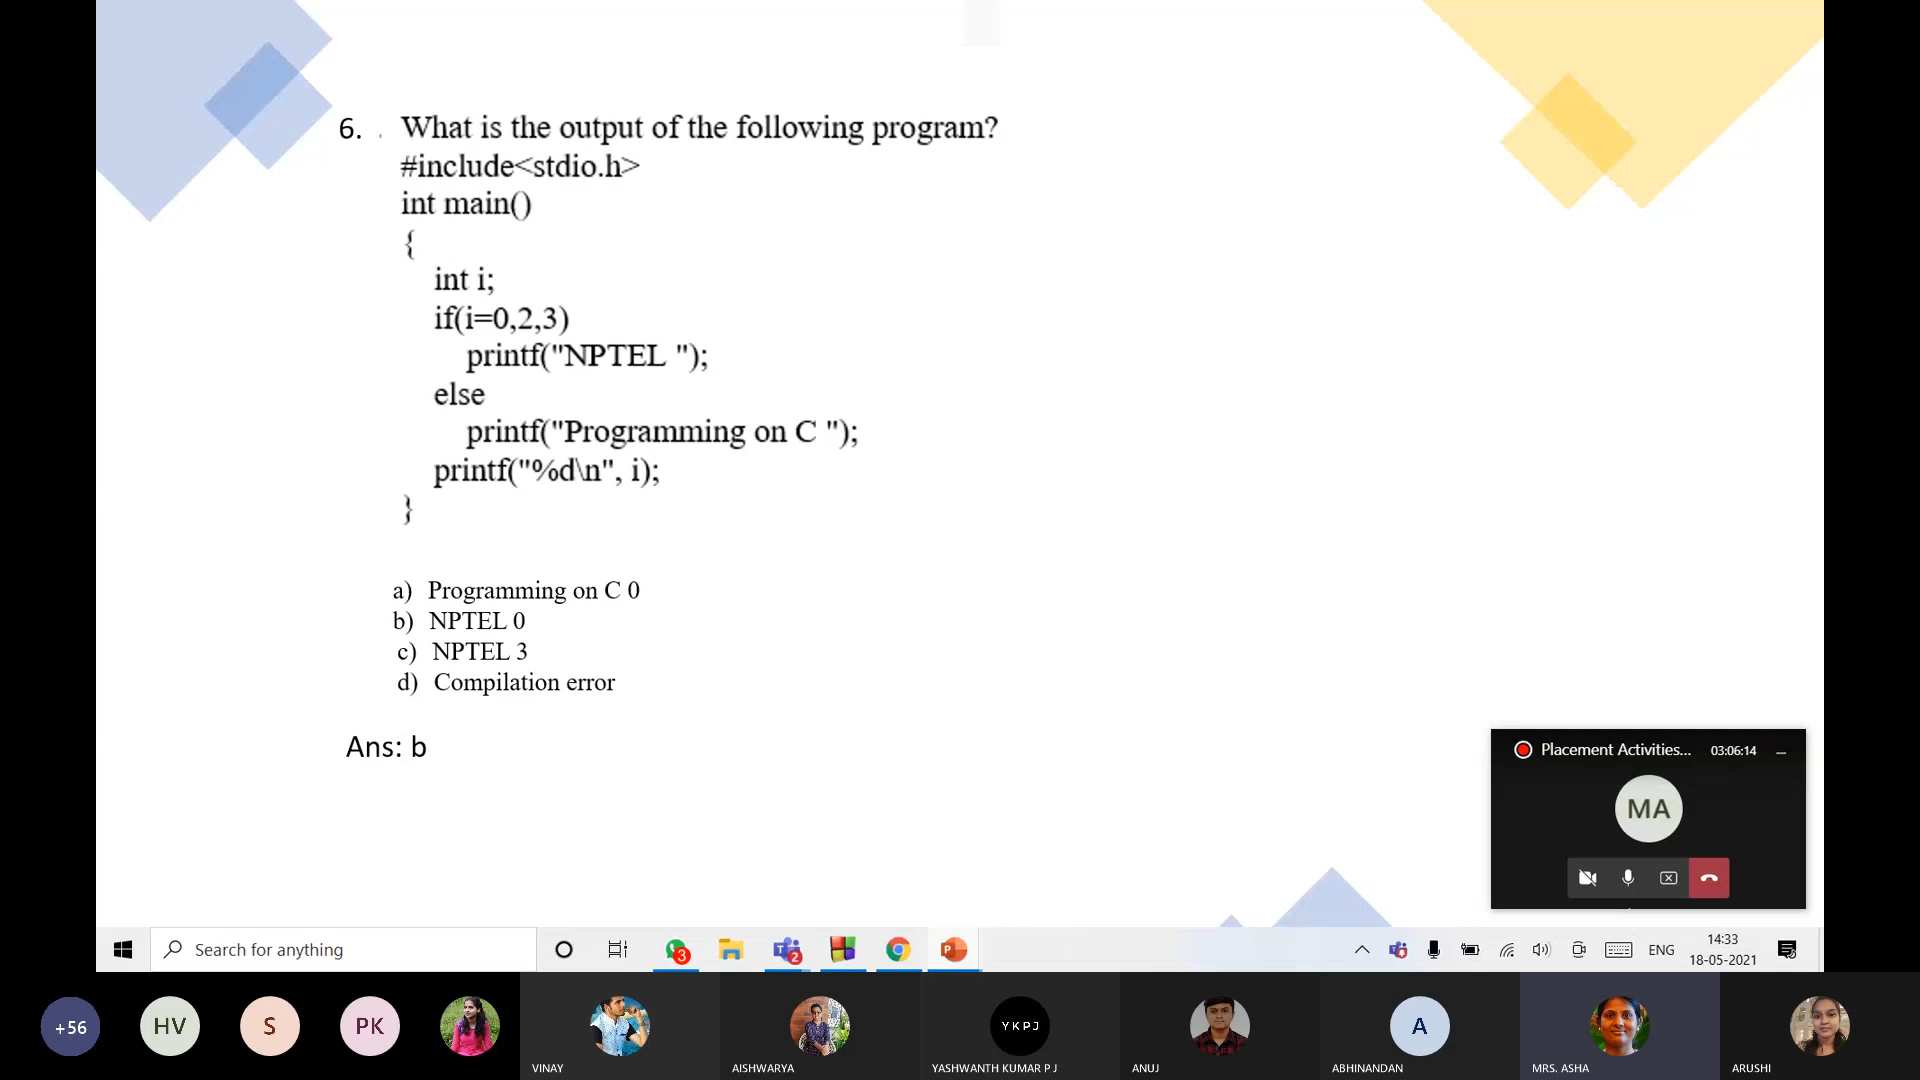 6. . What is the output of the following program?
#include<stdio.h>
int main()
{
int i;
if(i=0,2,3)
printf("NPTEL ");
else
printf("Programming on C ");
printf("%d\n", i);
}
a) Programming on C 0
b) NPTEL 0
c) NPTEL 3
d) Compilation error
Ans: b
Placement Activities... 03:06:14
MA
Search for anything
3
2
ENG
14:33
18-05-2021
+56
HV
S
PK
YKPJ
A
VINAY
AISHWARYA
YASHWANTH KUMAR P J
ANUJ
ABHINANDAN
MRS. ASHA
ARUSHI